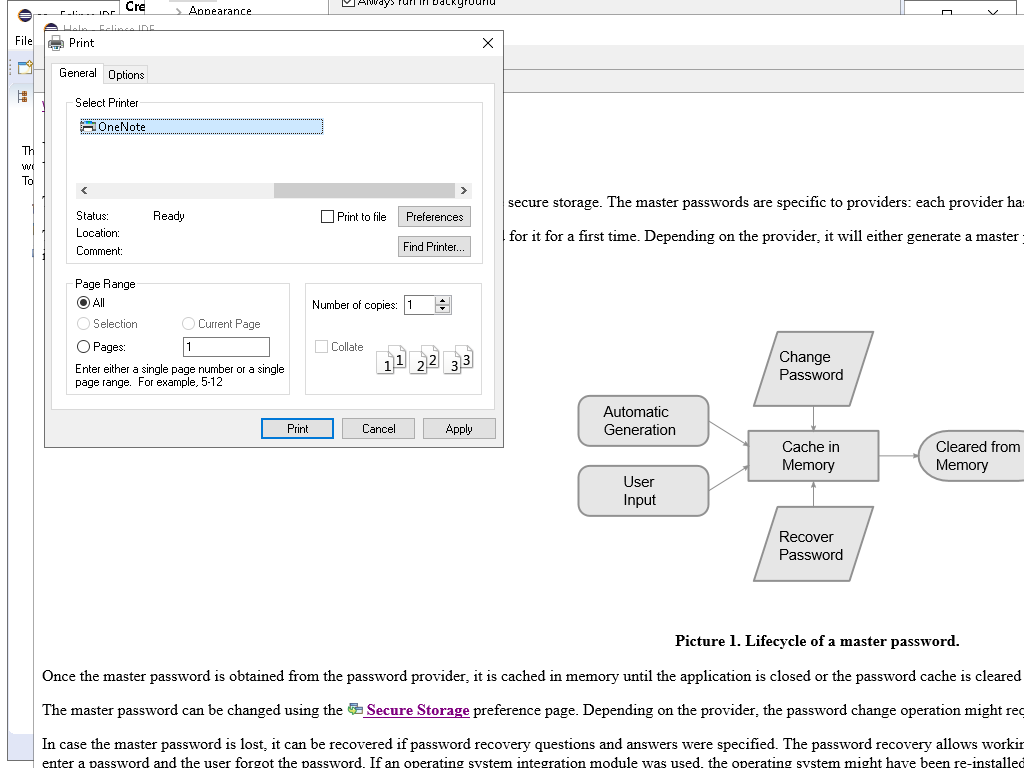 Cre
Appearance
Always run in background
Eclipse IDE
Help - Eclipse IDE
File
Print
General
Options
Select Printer
OneNote
Status:
Ready
Print to file
Preferences
Location:
Comment:
Find Printer...
Page Range
All
Selection
Current Page
Pages:
1
Enter either a single page number or a single
page range. For example, 5-12
Number of copies:
1
Collate
1 1 2 2 3 3
Print
Cancel
Apply
secure storage. The master passwords are specific to providers: each provider has
for it for a first time. Depending on the provider, it will either generate a master
Change
Password
Automatic
Generation
Cache in
Memory
Cleared from
Memory
User
Input
Recover
Password
Picture 1. Lifecycle of a master password.
Once the master password is obtained from the password provider, it is cached in memory until the application is closed or the password cache is cleared
The master password can be changed using the Secure Storage preference page. Depending on the provider, the password change operation might req
In case the master password is lost, it can be recovered if password recovery questions and answers were specified. The password recovery allows workin
enter a password and the user forgot the password. If an operating system integration module was used, the operating system might have been re-installed